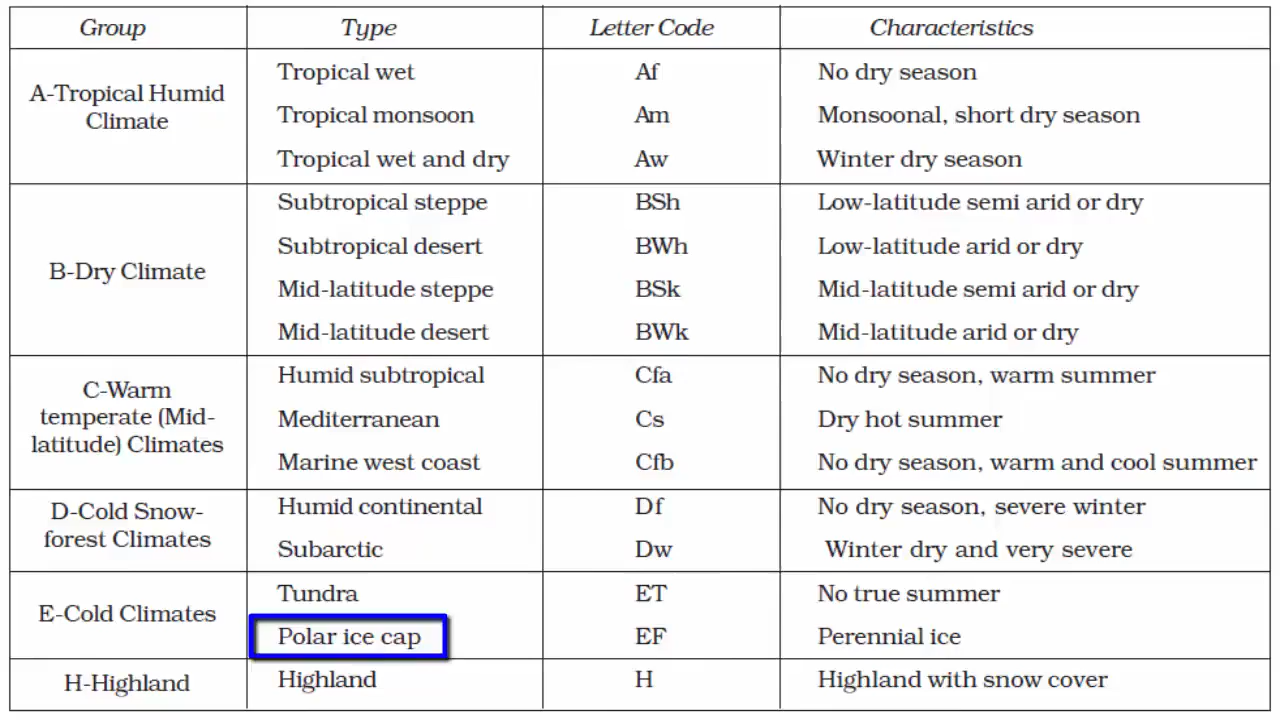 Group Type Letter Code Characteristics
A-Tropical Humid
Climate
Tropical wet Af No dry season
Tropical monsoon Am Monsoonal, short dry season
Tropical wet and dry Aw Winter dry season
B-Dry Climate
Subtropical steppe BSh Low-latitude semi arid or dry
Subtropical desert BWh Low-latitude arid or dry
Mid-latitude steppe BSk Mid-latitude semi arid or dry
Mid-latitude desert BWk Mid-latitude arid or dry
C-Warm
temperate (Mid-
latitude) Climates
Humid subtropical Cfa No dry season, warm summer
Mediterranean Cs Dry hot summer
Marine west coast Cfb No dry season, warm and cool summer
D-Cold Snow-
forest Climates
Humid continental Df No dry season, severe winter
Subarctic Dw Winter dry and very severe
E-Cold Climates
Tundra ET No true summer
Polar ice cap EF Perennial ice
H-Highland Highland H Highland with snow cover